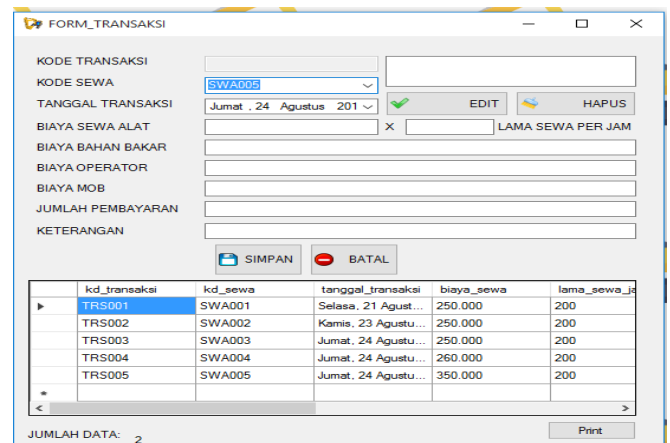 FORM_TRANSAKSI
KODE TRANSAKSI
KODE SEWA SWA005
TANGGAL TRANSAKSI Jumat , 24 Agustus 201 EDIT HAPUS
BIAYA SEWA ALAT X LAMA SEWA PER JAM
BIAYA BAHAN BAKAR
BIAYA OPERATOR
BIAYA MOB
JUMLAH PEMBAYARAN
KETERANGAN
SIMPAN BATAL
kd_transaksi kd_sewa tanggal_transaksi biaya_sewa lama_sewa_ja
TRS001 SWA001 Selasa, 21 Agust... 250.000 200
TRS002 SWA002 Kamis, 23 Agustu... 250.000 200
TRS003 SWA003 Jumat, 24 Agustu... 250.000 200
TRS004 SWA004 Jumat, 24 Agustu... 260.000 200
TRS005 SWA005 Jumat, 24 Agustu... 350.000 200
JUMLAH DATA: 2 Print